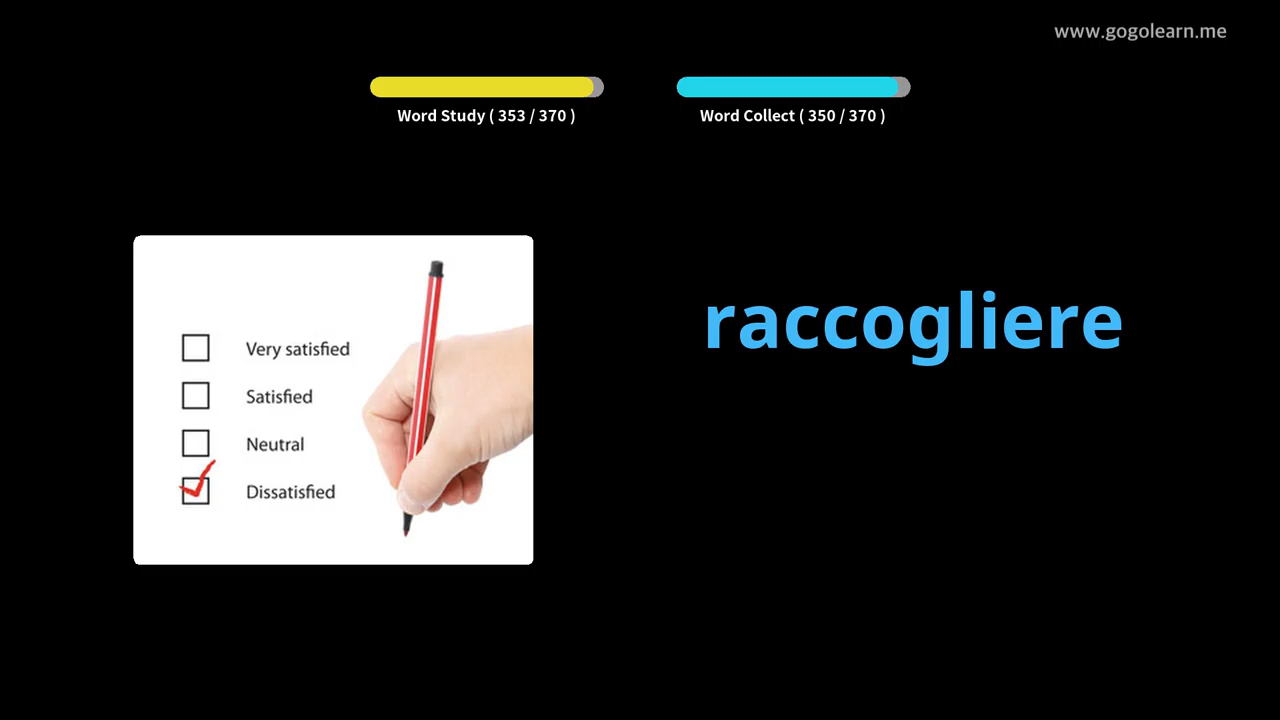 www.gogolearn.me
Word Study ( 353 / 370 )
Word Collect ( 350 / 370 )
raccogliere
Very satisfied
Satisfied
Neutral
Dissatisfied